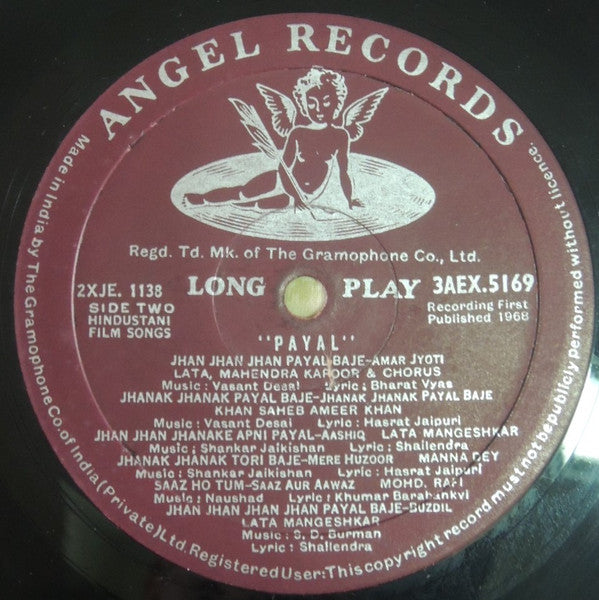 ANGEL RECORDS
Regd. Td. Mk. of The Gramophone Co., Ltd.
2XJE. 1138
LONG PLAY
3AEX.5169
SIDE TWO
HINDUSTANI
FILM SONGS
Recording First
Published 1968
"PAYAL"
JHAN JHAN JHAN PAYAL BAJE-AMAR JYOTI
LATA, MAHENDRA KAPOOR & CHORUS
Music : Vasant Desai Lyric : Bharat Vyas
JHANAK JHANAK PAYAL BAJE-JHANAK JHANAK PAYAL BAJE
KHAN SAHEB AMEER KHAN
Music : Vasant Desai Lyric : Hasrat Jaipuri
JHAN JHAN JHANAKE APNI PAYAL-AASHIQ LATA MANGESHKAR
Music : Shankar Jaikishan Lyric : Shailendra
JHANAK JHANAK TORI BAJE-MERE HUZOOR MANNA DEY
Music : Shankar Jaikishan Lyric : Hasrat Jaipuri
SAAZ HO TUM-SAAZ AUR AAWAZ MOHD. RAFI
Music : Naushad Lyric : Khumar Barabankvi
JHAN JHAN JHAN JHAN PAYAL BAJE-BUZDIL
LATA MANGESHKAR
Music : S. D. Burman
Lyric : Shailendra
Made in India by The Gramophone Co. of India (Private) Ltd. Registered User: This copyright record must not be publicly performed without licence.